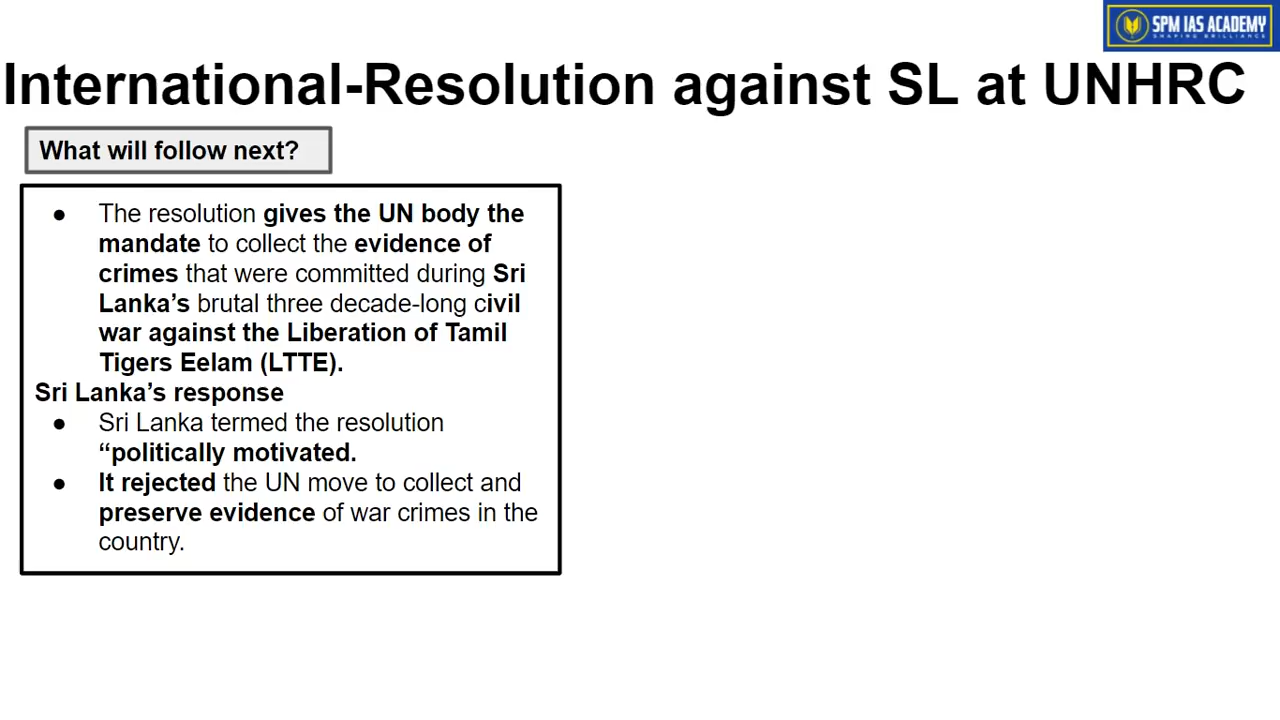 SPM IAS ACADEMY
SHAPING BRILLIANCE
International-Resolution against SL at UNHRC
What will follow next?
● The resolution gives the UN body the
mandate to collect the evidence of
crimes that were committed during Sri
Lanka’s brutal three decade-long civil
war against the Liberation of Tamil
Tigers Eelam (LTTE).
Sri Lanka’s response
● Sri Lanka termed the resolution
“politically motivated.
● It rejected the UN move to collect and
preserve evidence of war crimes in the
country.